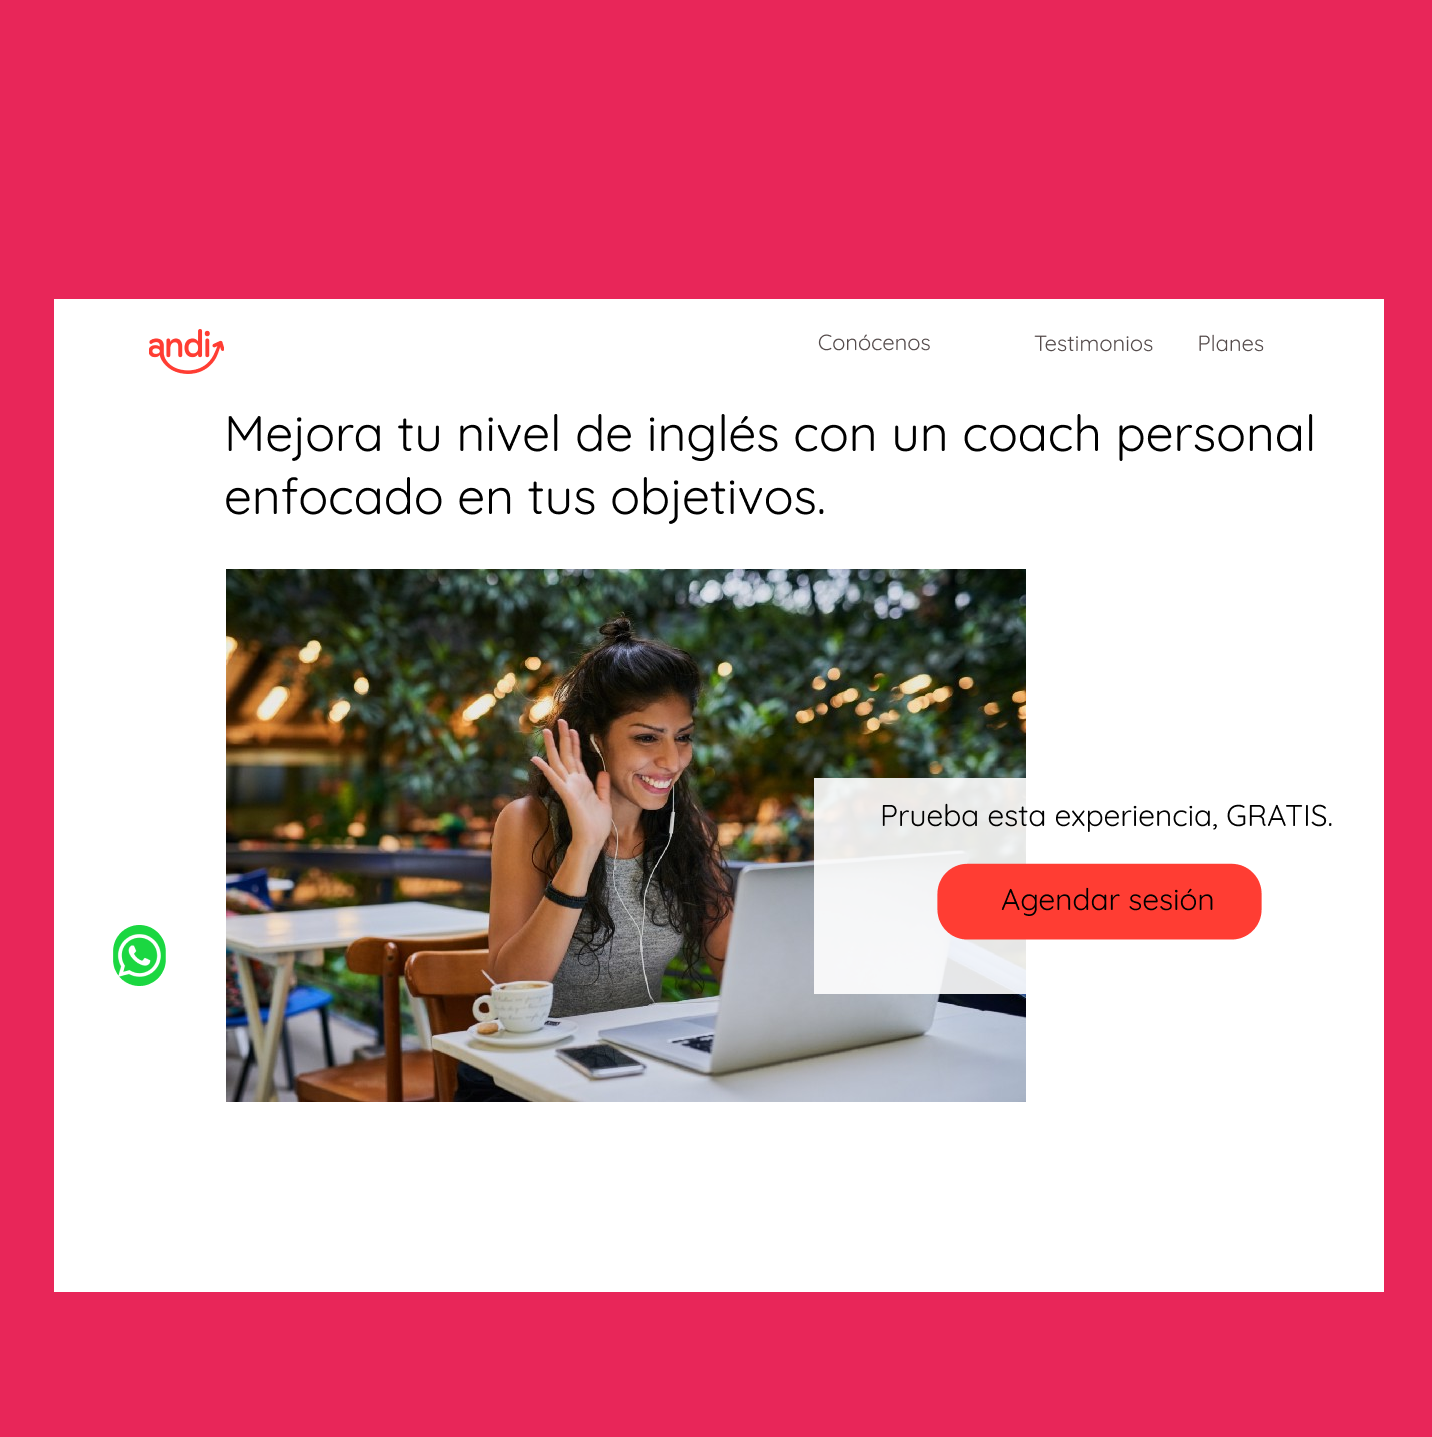 andi
Conócenos
Testimonios
Planes
Mejora tu nivel de inglés con un coach personal
enfocado en tus objetivos.
Prueba esta experiencia, GRATIS.
Agendar sesión